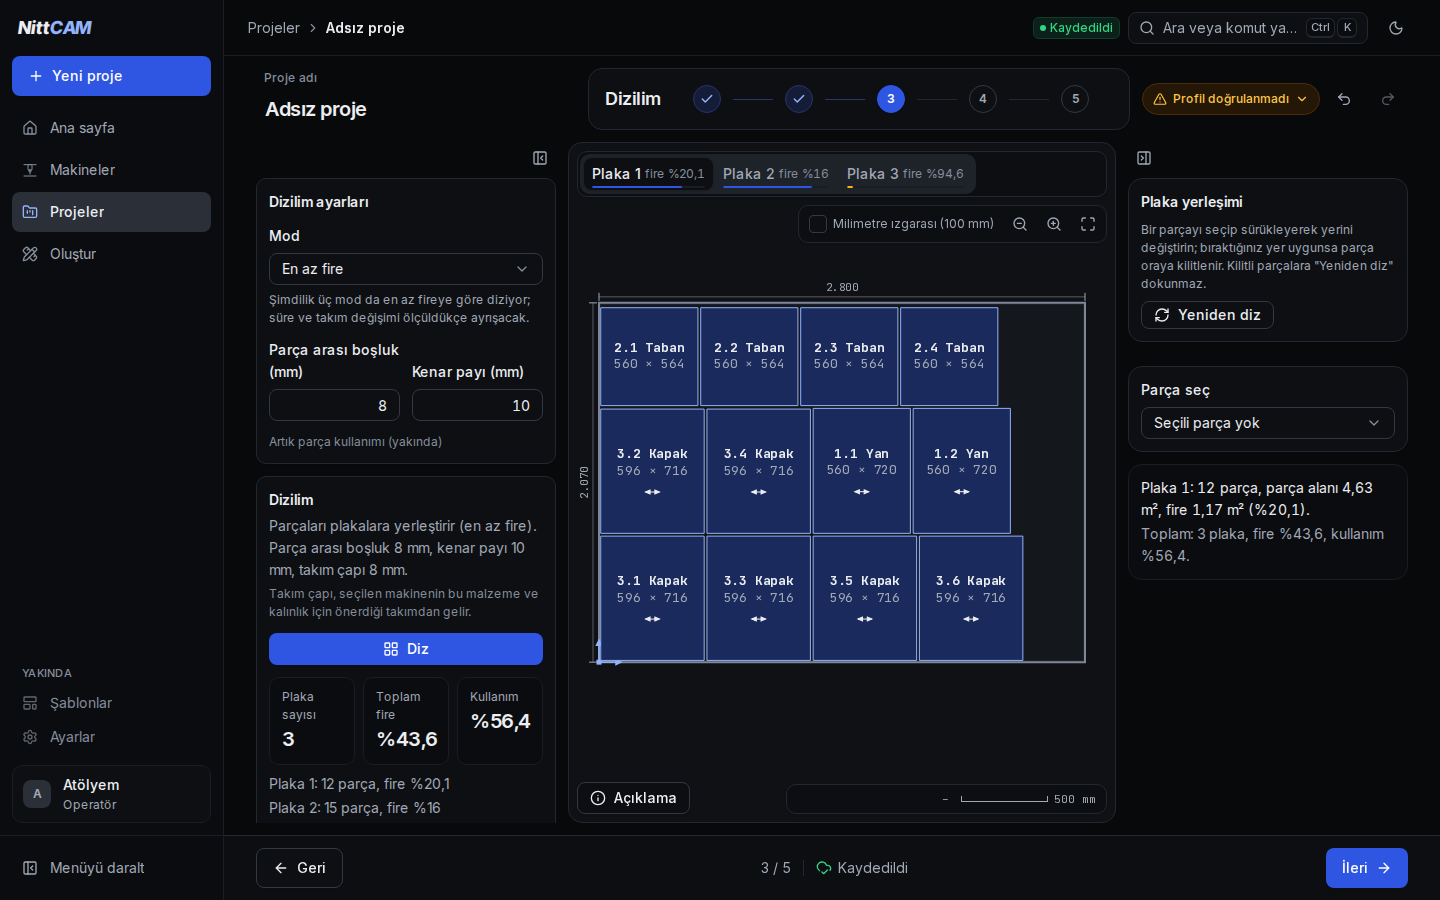 NittCAM
Yeni proje
Ana sayfa
Makineler
Projeler
Oluştur
YAKINDA
Şablonlar
Ayarlar
A
Atölyem
Operatör
Menüyü daralt
Projeler
Adsız proje
Kaydedildi
Ara veya komut ya…
Ctrl
K
Proje adı
Adsız proje
Dizilim
3
4
5
Profil doğrulanmadı
Dizilim ayarları
Mod
En az fire
Şimdilik üç mod da en az fireye göre diziyor;
süre ve takım değişimi ölçüldükçe ayrışacak.
Parça arası boşluk
(mm)
Kenar payı (mm)
8
10
Artık parça kullanımı (yakında)
Dizilim
Parçaları plakalara yerleştirir (en az fire).
Parça arası boşluk 8 mm, kenar payı 10
mm, takım çapı 8 mm.
Takım çapı, seçilen makinenin bu malzeme ve
kalınlık için önerdiği takımdan gelir.
Diz
Plaka
sayısı
3
Toplam
fire
%43,6
Kullanım
%56,4
Plaka 1: 12 parça, fire %20,1
Plaka 2: 15 parça, fire %16
Plaka 1 fire %20,1
Plaka 2 fire %16
Plaka 3 fire %94,6
Milimetre ızgarası (100 mm)
2.800
2.070
2.1 Taban
560 × 564
2.2 Taban
560 × 564
2.3 Taban
560 × 564
2.4 Taban
560 × 564
3.2 Kapak
596 × 716
3.4 Kapak
596 × 716
1.1 Yan
560 × 720
1.2 Yan
560 × 720
3.1 Kapak
596 × 716
3.3 Kapak
596 × 716
3.5 Kapak
596 × 716
3.6 Kapak
596 × 716
Açıklama
–
500 mm
Plaka yerleşimi
Bir parçayı seçip sürükleyerek yerini
değiştirin; bıraktığınız yer uygunsa parça
oraya kilitlenir. Kilitli parçalara "Yeniden diz"
dokunmaz.
Yeniden diz
Parça seç
Seçili parça yok
Plaka 1: 12 parça, parça alanı 4,63
m², fire 1,17 m² (%20,1).
Toplam: 3 plaka, fire %43,6, kullanım
%56,4.
Geri
3 / 5
Kaydedildi
İleri